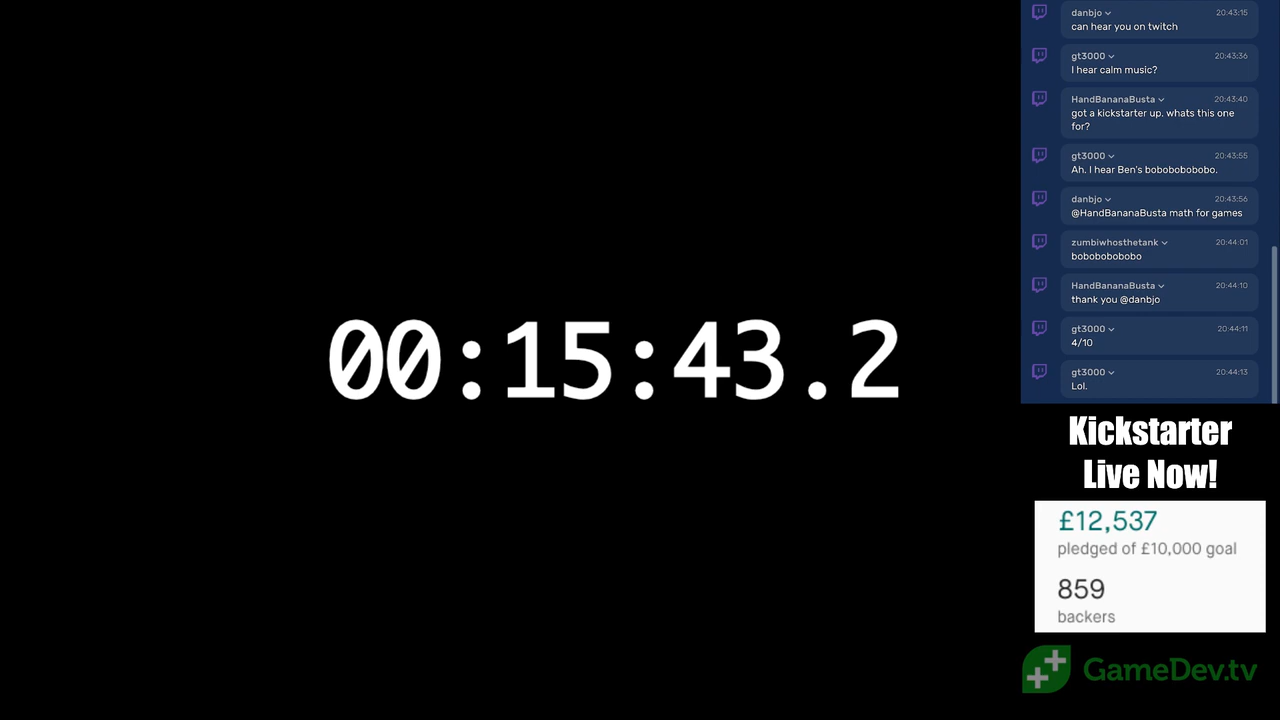 00:15:43.2
danbjo 20:43:15
can hear you on twitch
gt3000 20:43:36
I hear calm music?
HandBananaBusta 20:43:40
got a kickstarter up. whats this one
for?
gt3000 20:43:55
Ah. I hear Ben's bobobobobobo.
danbjo 20:43:56
@HandBananaBusta math for games
zumbiwhosthetank 20:44:01
bobobobobobo
HandBananaBusta 20:44:10
thank you @danbjo
gt3000 20:44:11
4/10
gt3000 20:44:13
Lol.
Kickstarter
Live Now!
£12,537
pledged of £10,000 goal
859
backers
GameDev.tv